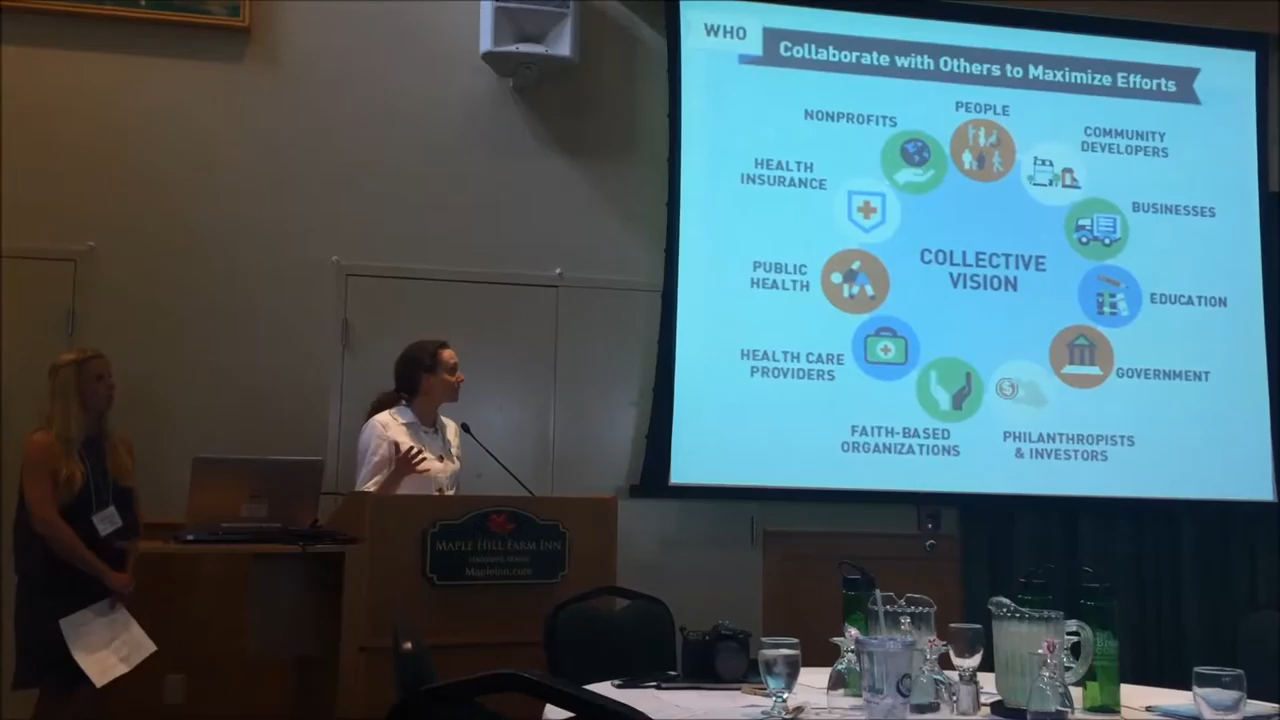 WHO
Collaborate with Others to Maximize Efforts
PEOPLE
NONPROFITS
COMMUNITY
DEVELOPERS
HEALTH
INSURANCE
BUSINESSES
COLLECTIVE
VISION
PUBLIC
HEALTH
EDUCATION
HEALTH CARE
PROVIDERS
GOVERNMENT
FAITH-BASED
ORGANIZATIONS
PHILANTHROPISTS
& INVESTORS
MAPLE HILL FARM INN
Mapleinn.com